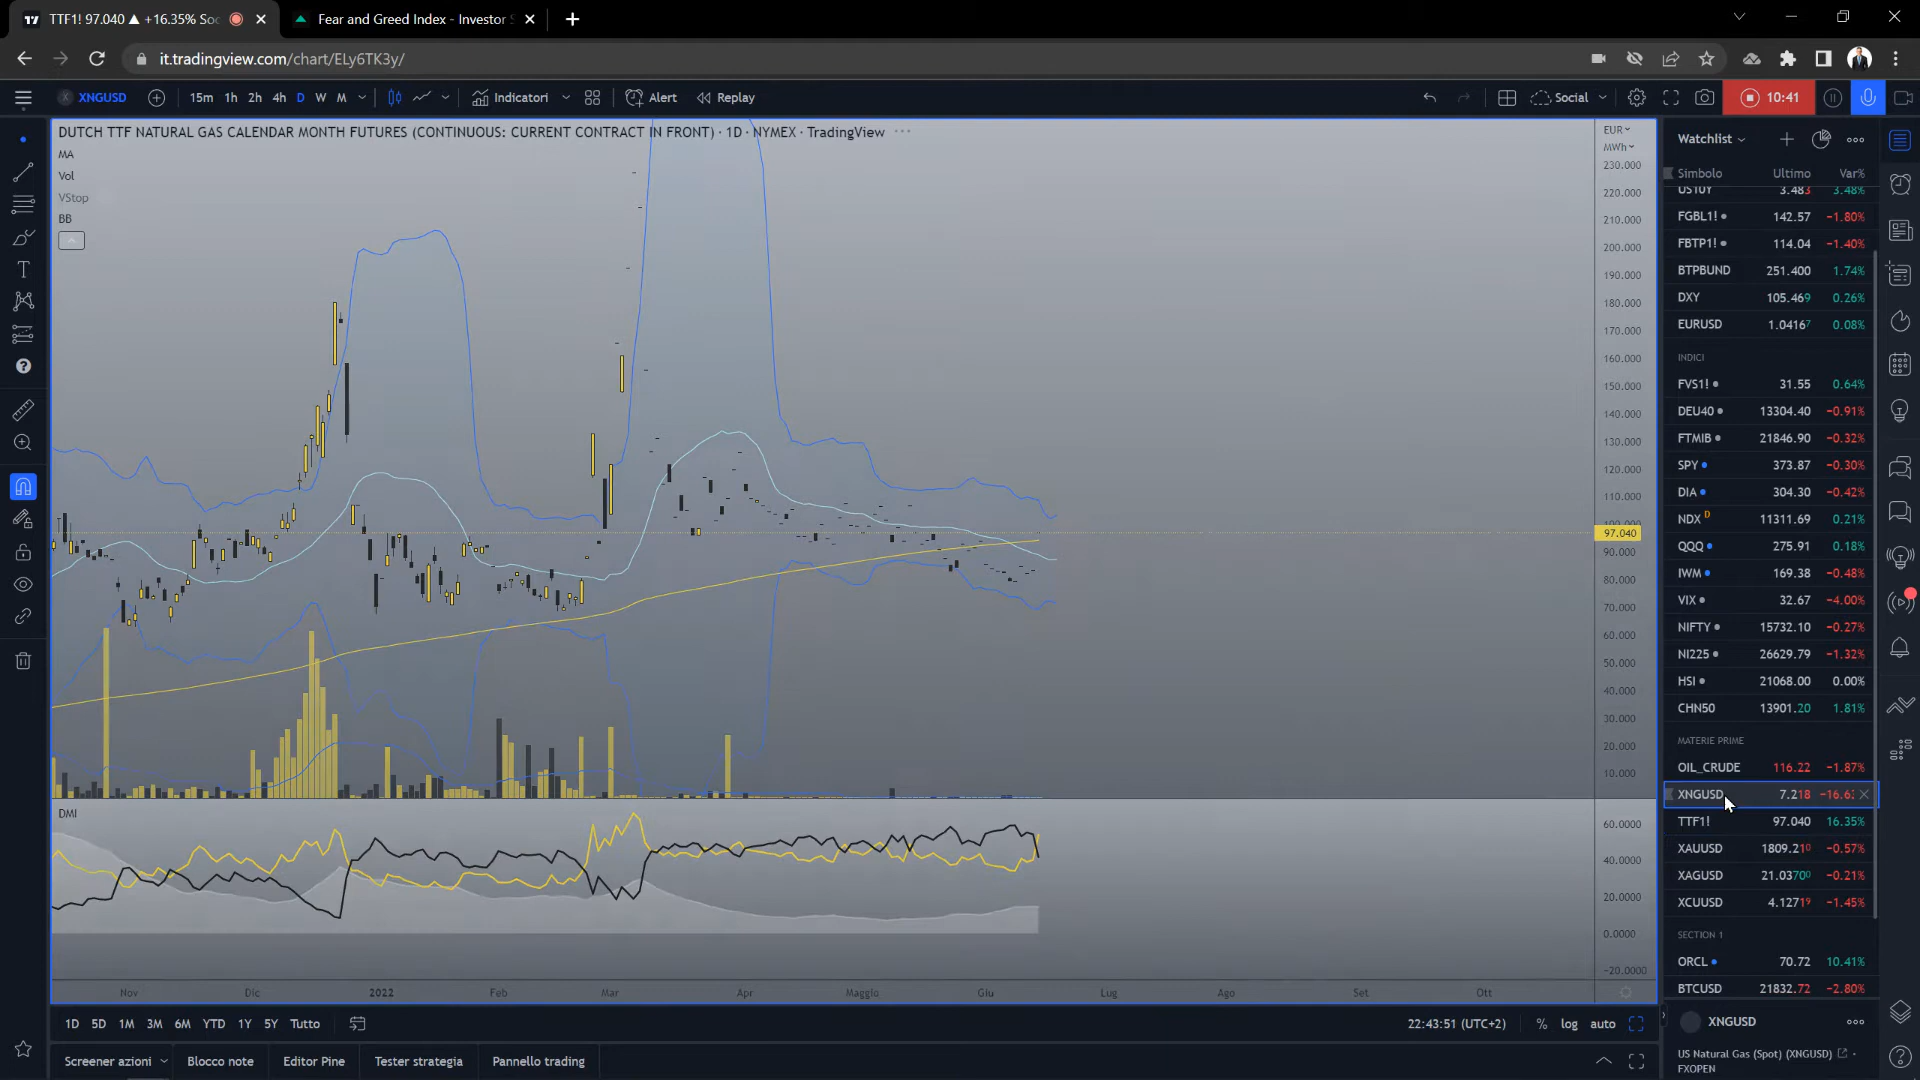 TTF1! 97.040 ▲ +16.35% Soc
Fear and Greed Index - Investor S
it.tradingview.com/chart/ELy6TK3y/
XNGUSD
15m 1h 2h 4h D W M
Indicatori
Alert
Replay
Social
10:41
DUTCH TTF NATURAL GAS CALENDAR MONTH FUTURES (CONTINUOUS: CURRENT CONTRACT IN FRONT) · 1D · NYMEX · TradingView
MA
Vol
VStop
BB
EUR
MWh
230.000
220.000
210.000
200.000
190.000
180.000
170.000
160.000
150.000
140.000
130.000
120.000
110.000
100.000
97.040
90.000
80.000
70.000
60.000
50.000
40.000
30.000
20.000
10.000
DMI
60.0000
40.0000
20.0000
0.0000
-20.0000
Nov Dic 2022 Feb Mar Apr Maggio Giu Lug Ago Set Ott
1D 5D 1M 3M 6M YTD 1Y 5Y Tutto
22:43:51 (UTC+2) % log auto
Screener azioni Blocco note Editor Pine Tester strategia Pannello trading
Watchlist
Simbolo Ultimo Var%
US10Y 3.483 3.48%
FGBL1! 142.57 −1.80%
FBTP1! 114.04 −1.40%
BTPBUND 251.400 1.74%
DXY 105.469 0.26%
EURUSD 1.04167 0.08%
INDICI
FVS1! 31.55 0.64%
DEU40 13304.40 −0.91%
FTMIB 21846.90 −0.32%
SPY 373.87 −0.30%
DIA 304.30 −0.42%
NDX D 11311.69 0.21%
QQQ 275.91 0.18%
IWM 169.38 −0.48%
VIX 32.67 −4.00%
NIFTY 15732.10 −0.27%
NI225 26629.79 −1.32%
HSI 21068.00 0.00%
CHN50 13901.20 1.81%
MATERIE PRIME
OIL_CRUDE 116.22 −1.87%
XNGUSD 7.218 −16.63
TTF1! 97.040 16.35%
XAUUSD 1809.210 −0.57%
XAGUSD 21.03700 −0.21%
XCUUSD 4.12719 −1.45%
SECTION 1
ORCL 70.72 10.41%
BTCUSD 21832.72 −2.80%
XNGUSD
US Natural Gas (Spot) (XNGUSD) ·
FXOPEN